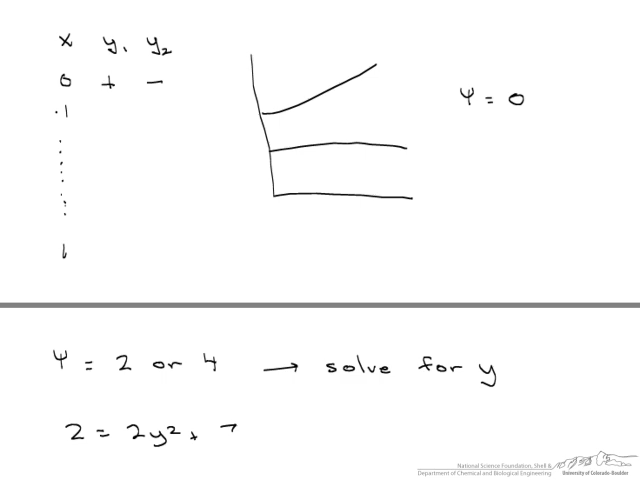 x y₁ y₂
0 + −
.1
1
Ψ = 0
Ψ = 2 or 4 → solve for y
2 = 2y² +
National Science Foundation, Shell &
Department of Chemical and Biological Engineering
University of Colorado-Boulder